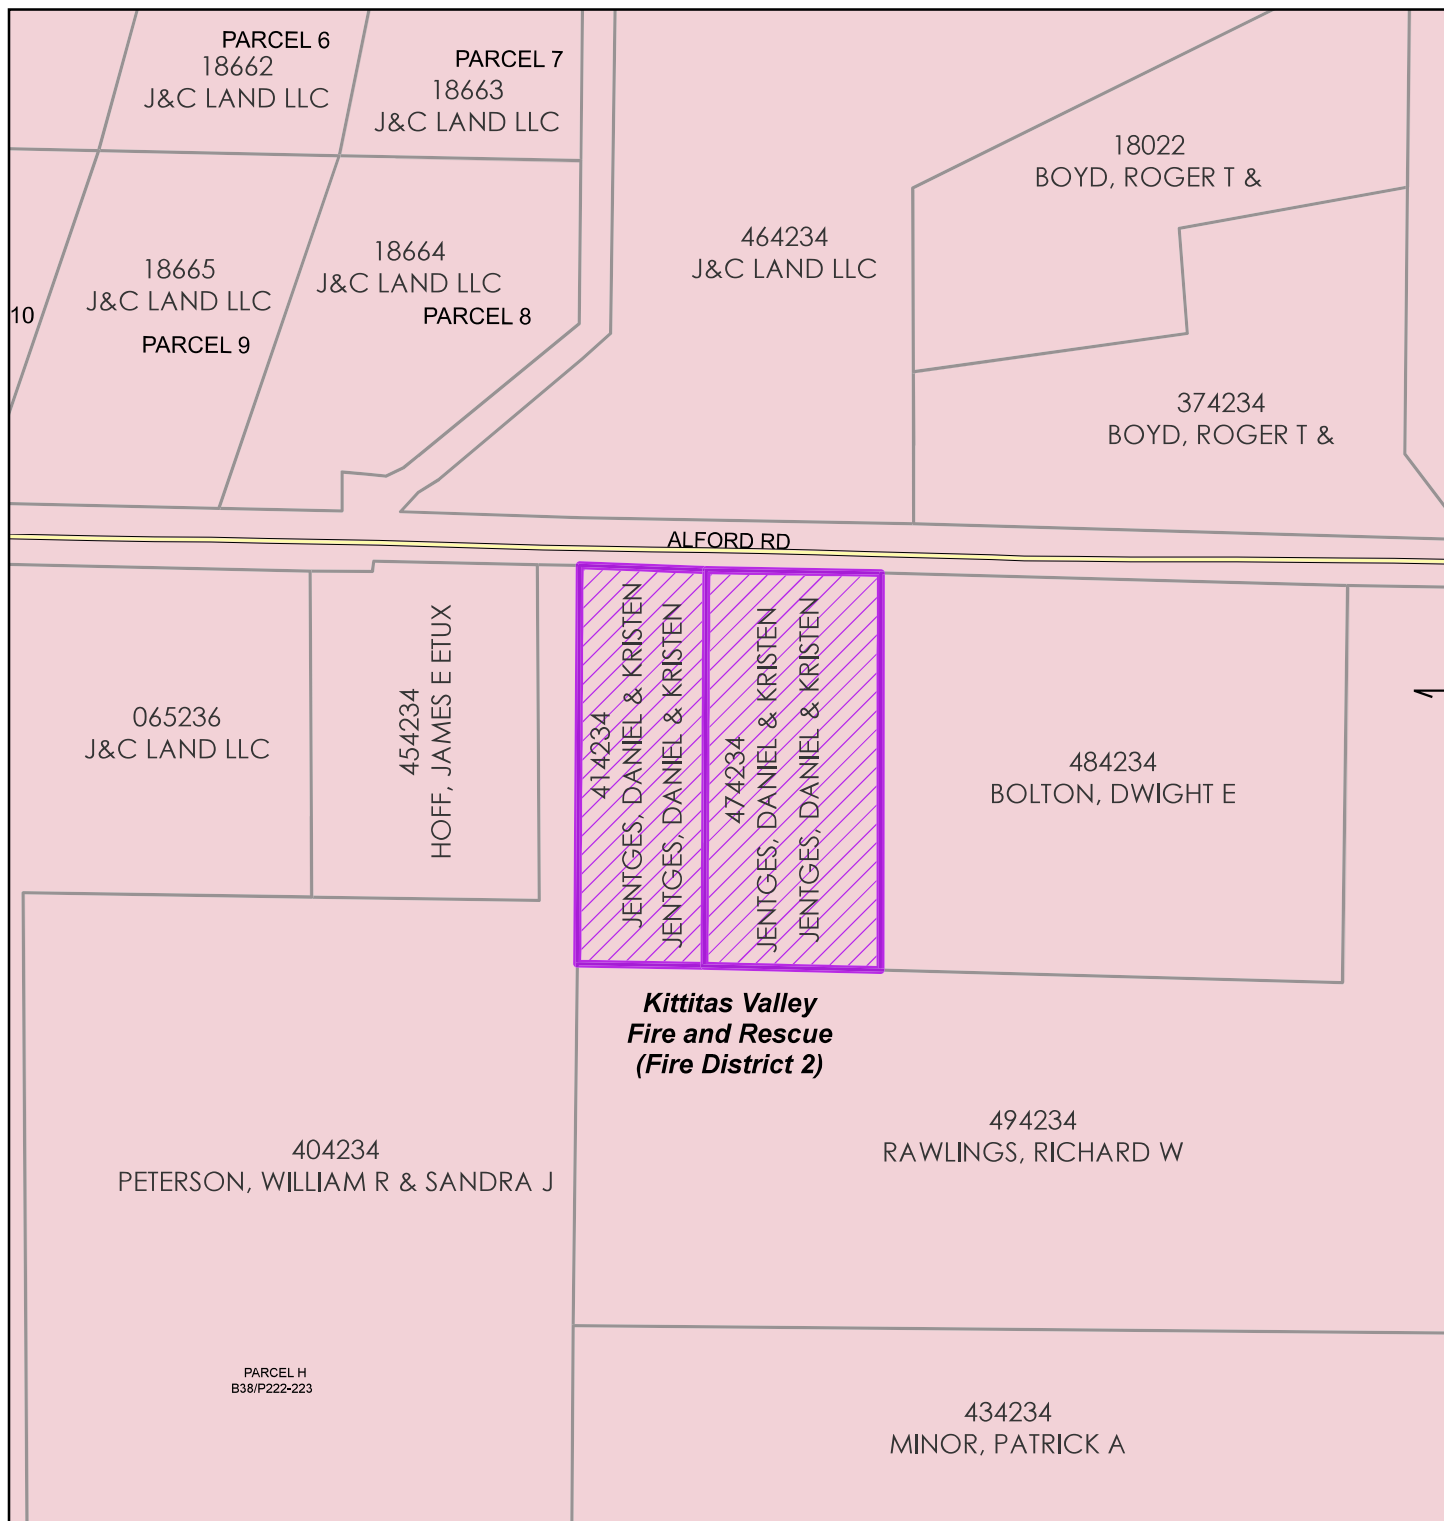 PARCEL 6
18662
J&C LAND LLC
PARCEL 7
18663
J&C LAND LLC
18022
BOYD, ROGER T &
464234
J&C LAND LLC
18665
J&C LAND LLC
PARCEL 9
18664
J&C LAND LLC
PARCEL 8
10
374234
BOYD, ROGER T &
ALFORD RD
065236
J&C LAND LLC
454234
HOFF, JAMES E ETUX
414234
JENTGES, DANIEL & KRISTEN
JENTGES, DANIEL & KRISTEN
474234
JENTGES, DANIEL & KRISTEN
JENTGES, DANIEL & KRISTEN
484234
BOLTON, DWIGHT E
Kittitas Valley
Fire and Rescue
(Fire District 2)
404234
PETERSON, WILLIAM R & SANDRA J
494234
RAWLINGS, RICHARD W
PARCEL H
B38/P222-223
434234
MINOR, PATRICK A